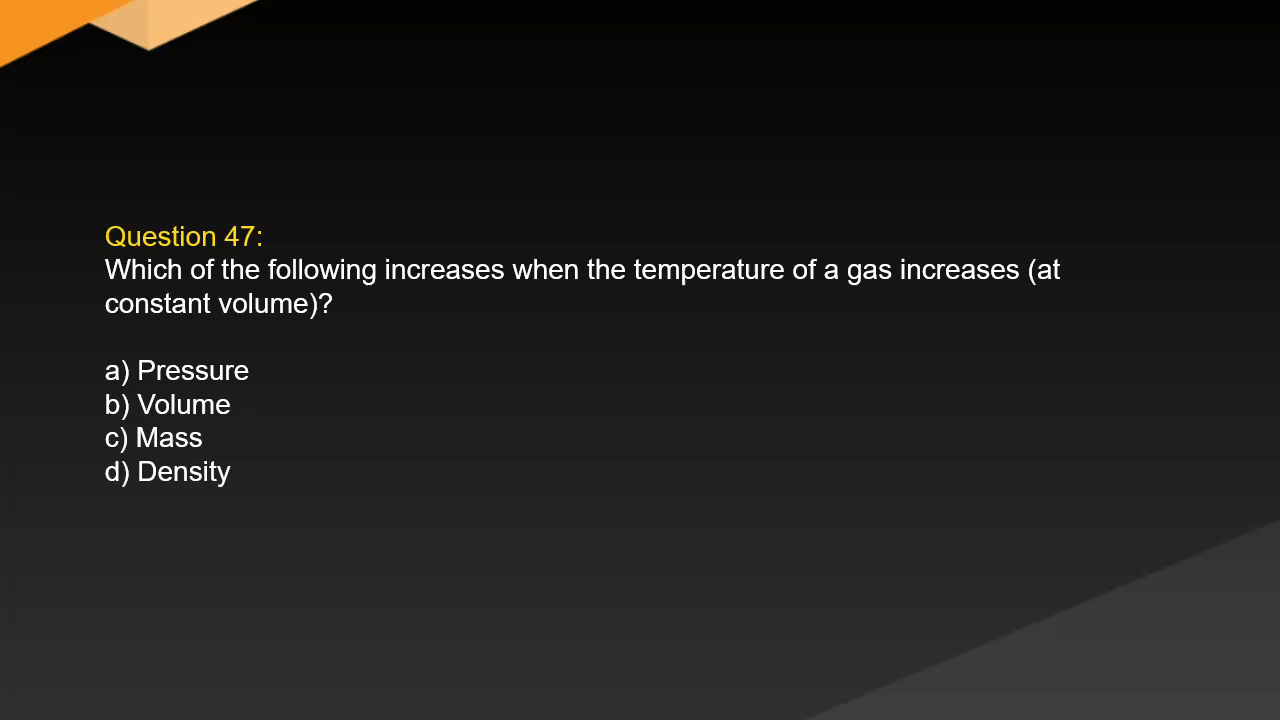 Question 47:
Which of the following increases when the temperature of a gas increases (at
constant volume)?
a) Pressure
b) Volume
c) Mass
d) Density